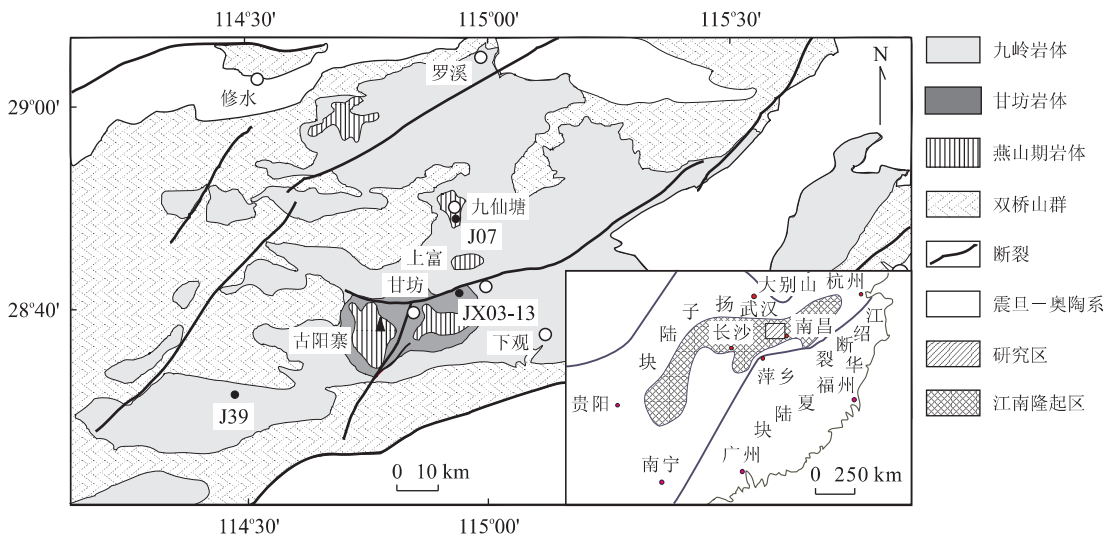 114°30'
115°00'
115°30'
29°00'
28°40'
114°30'
115°00'
N
罗溪
修水
九仙塘
J07
上富
甘坊
JX03-13
古阳寨
下观
J39
0 10 km
大别山
杭州
扬子陆块
武汉
长沙
南昌
江绍断裂
萍乡
华夏陆块
福州
贵阳
南宁
广州
0 250 km
九岭岩体
甘坊岩体
燕山期岩体
双桥山群
断裂
震旦—奥陶系
研究区
江南隆起区